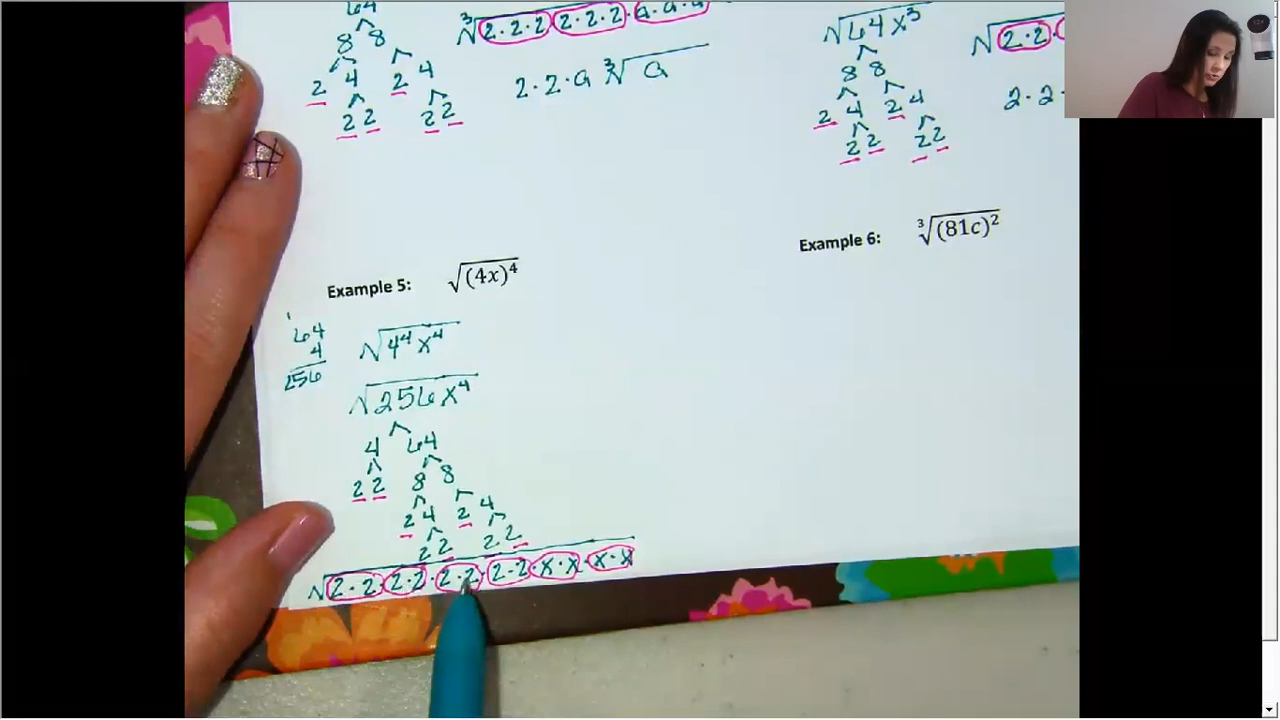 64
8 8
2 4 2 4
2 2 2 2
∛2·2·2 2·2·2·a·a·a
2·2·a ∛a
√64x³
8 8
2 4 2 4
2 2 2 2
√2·2
2·2·
Example 5: √(4x)⁴
Example 6: ∛(81c)²
1
64
4
256
√4⁴x⁴
√256x⁴
4 64
2 2 8 8
2 4 2 4
2 2 2 2
√2·2·2·2·2·2·2·2·x·x·x·x